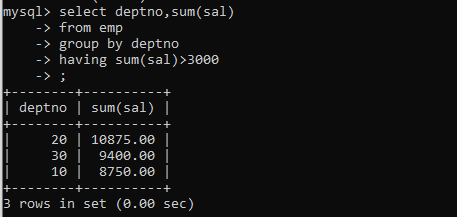 mysql> select deptno,sum(sal)
    -> from emp
    -> group by deptno
    -> having sum(sal)>3000
    -> ;
+--------+----------+
| deptno | sum(sal) |
+--------+----------+
|     20 | 10875.00 |
|     30 |  9400.00 |
|     10 |  8750.00 |
+--------+----------+
3 rows in set (0.00 sec)